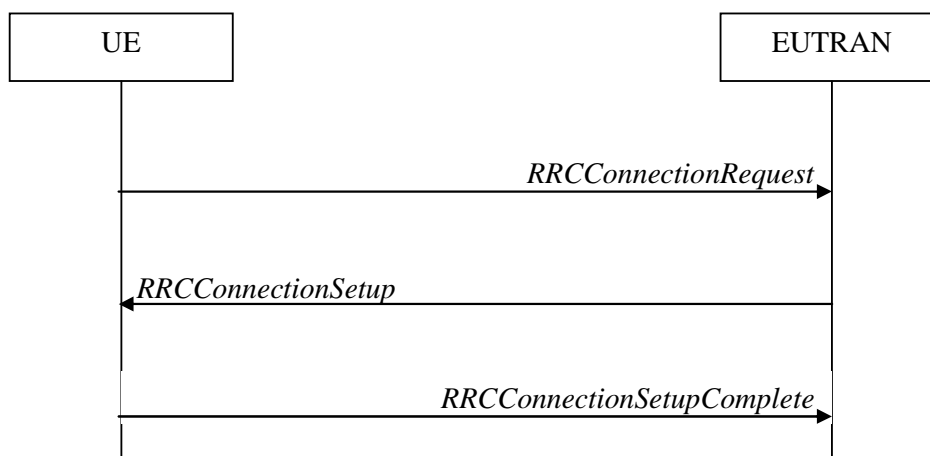 UE
EUTRAN
RRCConnectionRequest
RRCConnectionSetup
RRCConnectionSetupComplete